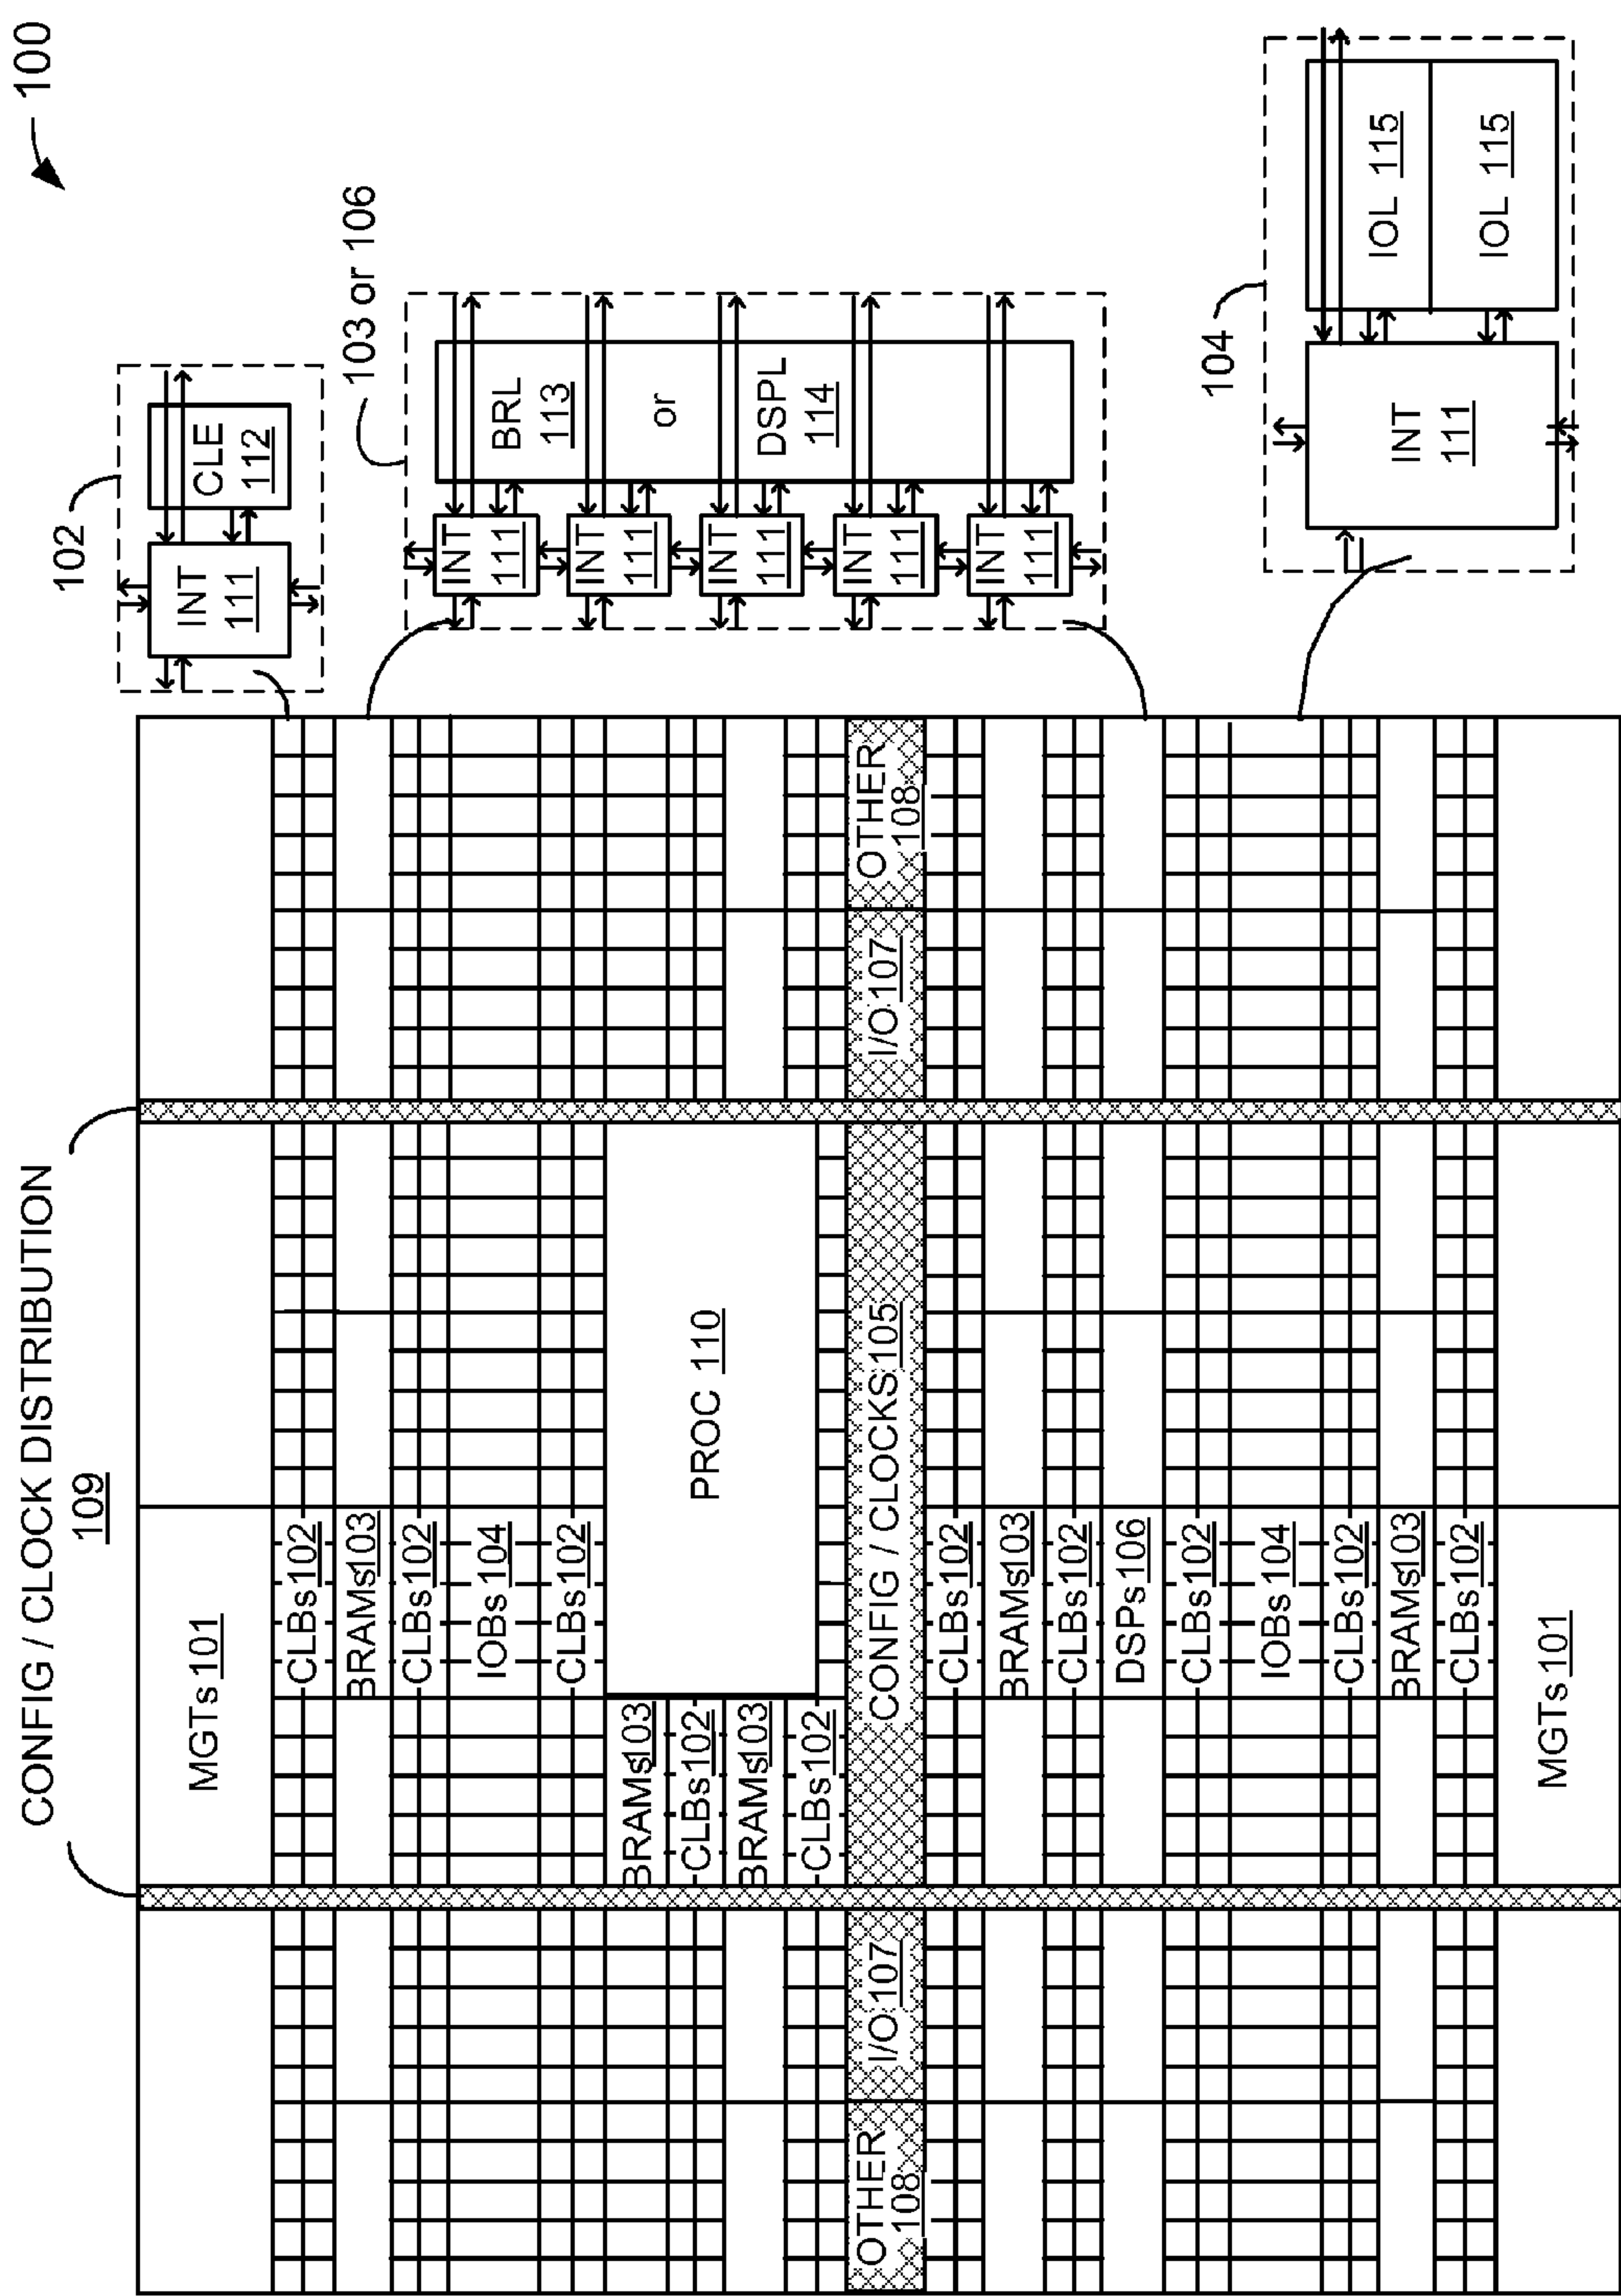 100
CONFIG / CLOCK DISTRIBUTION
109
MGTs 101
CLBs 102
BRAMs 103
CLBs 102
IOBs 104
CLBs 102
BRAMs 103
CLBs 102
BRAMs 103
CLBs 102
PROC 110
OTHER
108
I/O 107
CONFIG / CLOCKS 105
I/O 107
OTHER
108
CLBs 102
BRAMs 103
CLBs 102
DSPs 106
CLBs 102
IOBs 104
CLBs 102
BRAMs 103
CLBs 102
MGTs 101
102
INT
111
CLE
112
103 or 106
INT
111
INT
111
INT
111
INT
111
INT
111
BRL
113
or
DSPL
114
104
INT
111
IOL 115
IOL 115